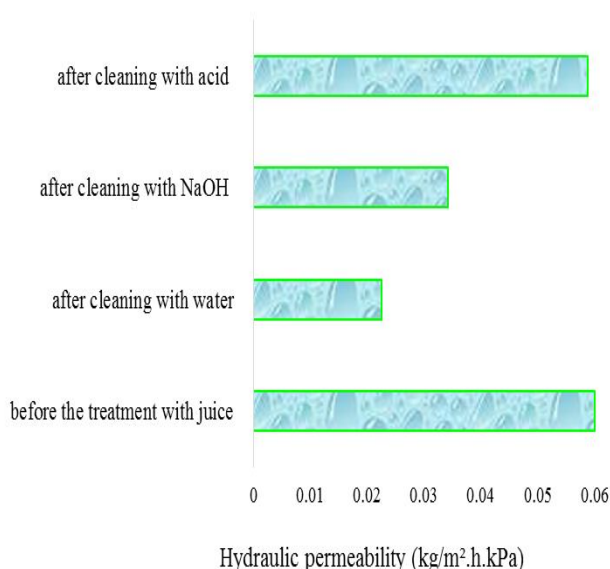 after cleaning with acid
after cleaning with NaOH
after cleaning with water
before the treatment with juice
0 0.01 0.02 0.03 0.04 0.05 0.06
Hydraulic permeability (kg/m².h.kPa)